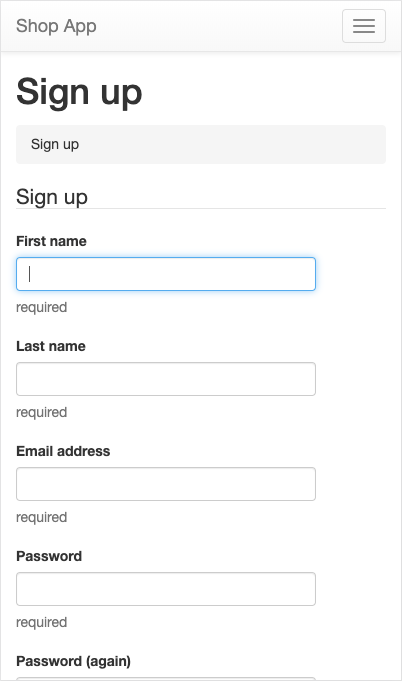 Shop App
Sign up
Sign up
Sign up
First name
required
Last name
required
Email address
required
Password
required
Password (again)